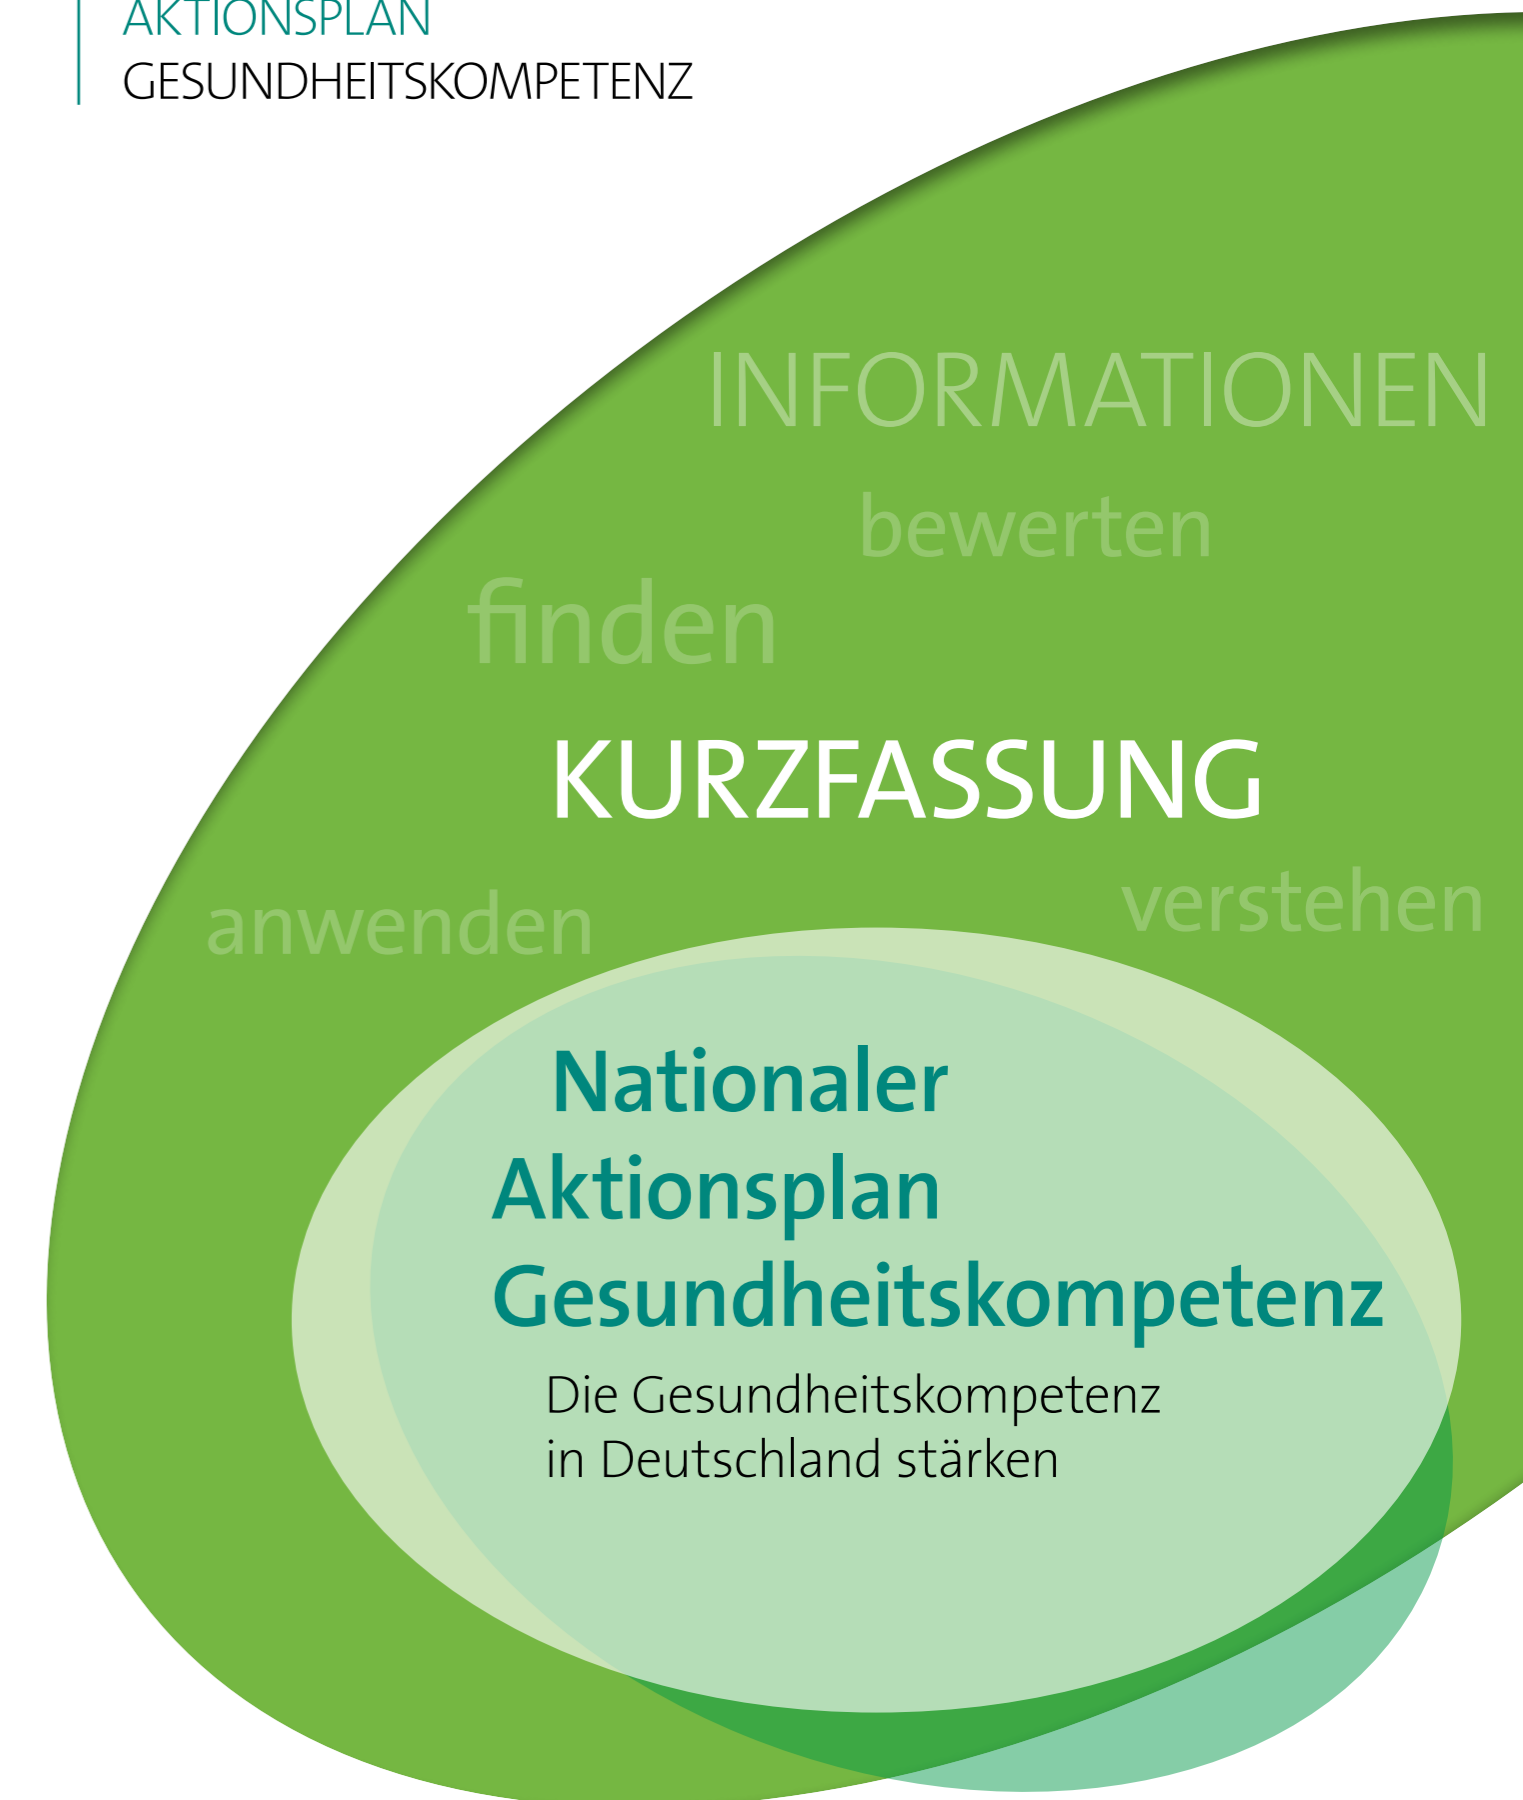 AKTIONSPLAN
GESUNDHEITSKOMPETENZ
INFORMATIONEN
bewerten
finden
KURZFASSUNG
verstehen
anwenden
Nationaler
Aktionsplan
Gesundheitskompetenz
Die Gesundheitskompetenz
in Deutschland stärken